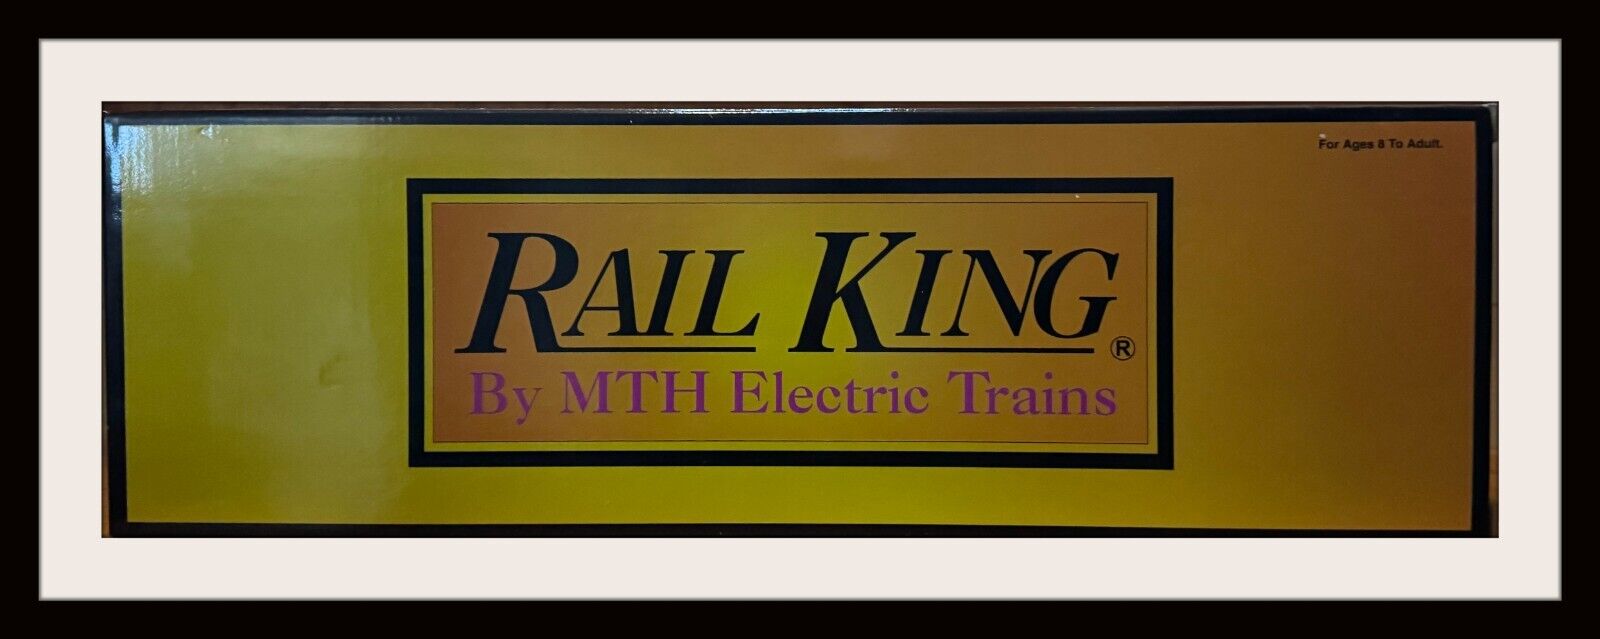 For Ages 8 To Adult.
RAIL KING®
By MTH Electric Trains